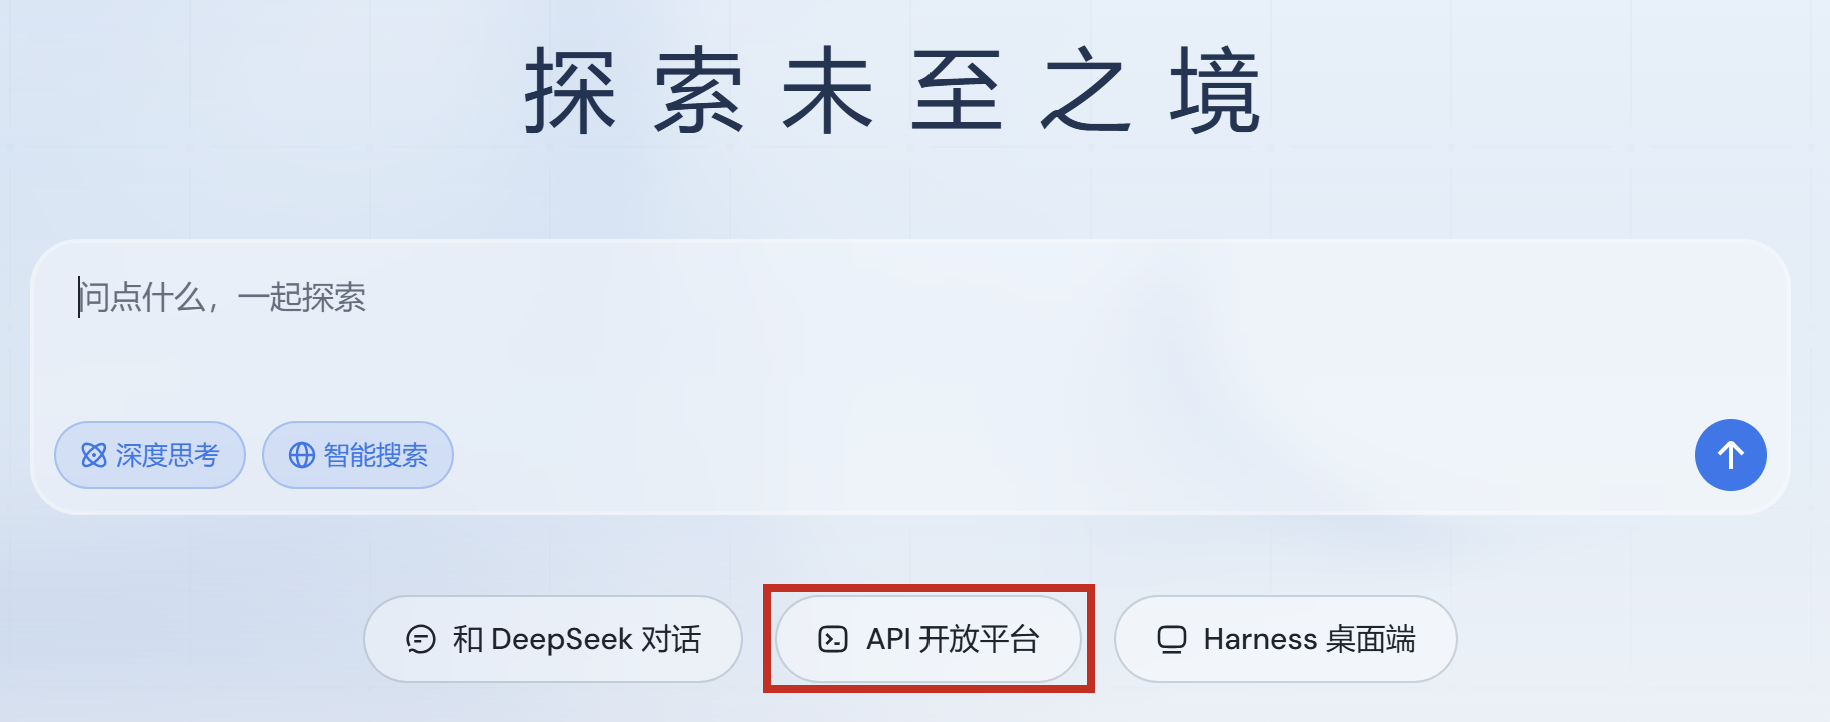 探索未至之境
问点什么，一起探索
深度思考
智能搜索
和 DeepSeek 对话
API 开放平台
Harness 桌面端